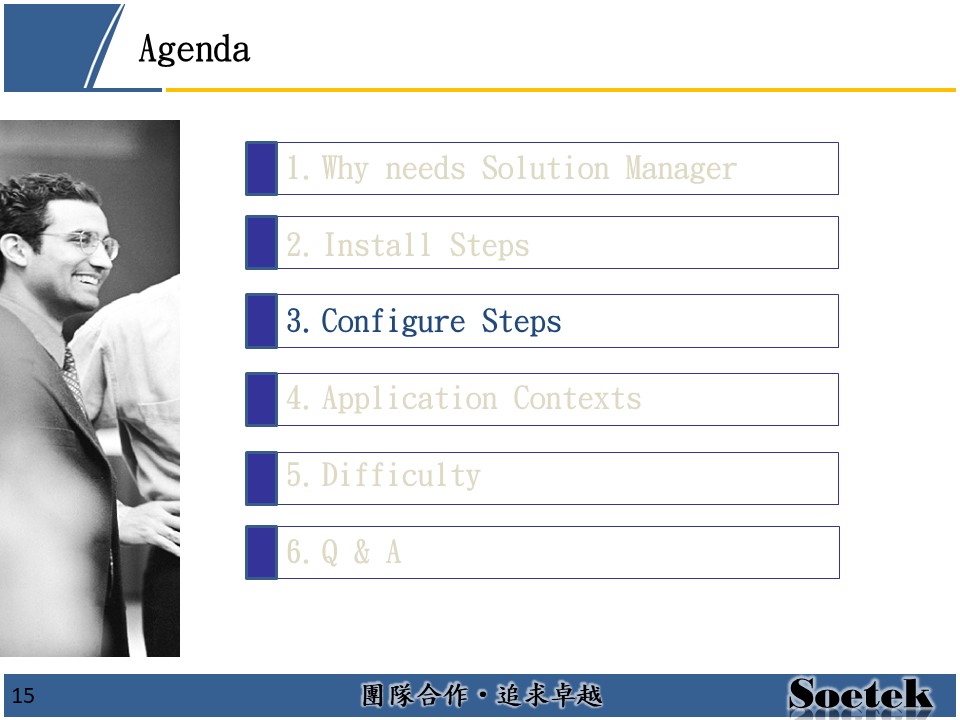 Agenda
1. Why needs Solution Manager
2. Install Steps
3. Configure Steps
4. Application Contexts
5. Difficulty
6. Q & A
15
團隊合作·追求卓越
Soetek